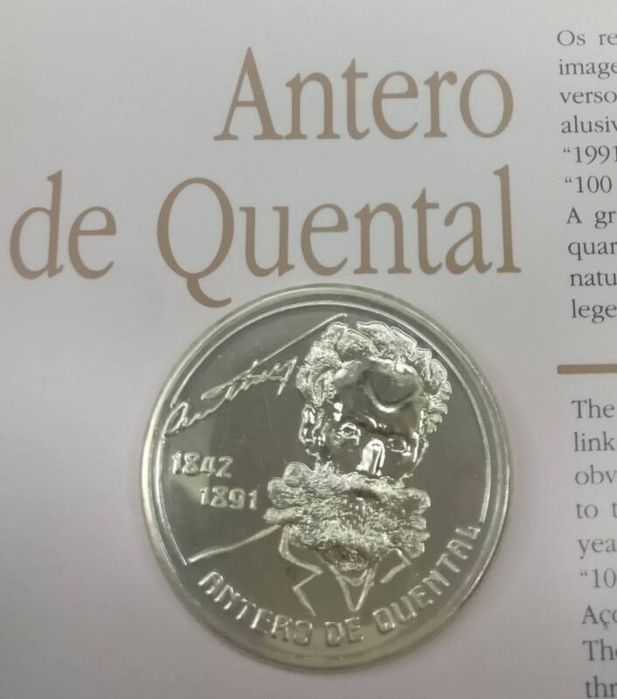 Antero
de Quental
Os re
image
verso
alusiv
“1991
“100
A gr
quar
natu
lege
The
link
obv
to t
yea
“10
Aço
The
thr
1842
1891
ANTERO DE QUENTAL